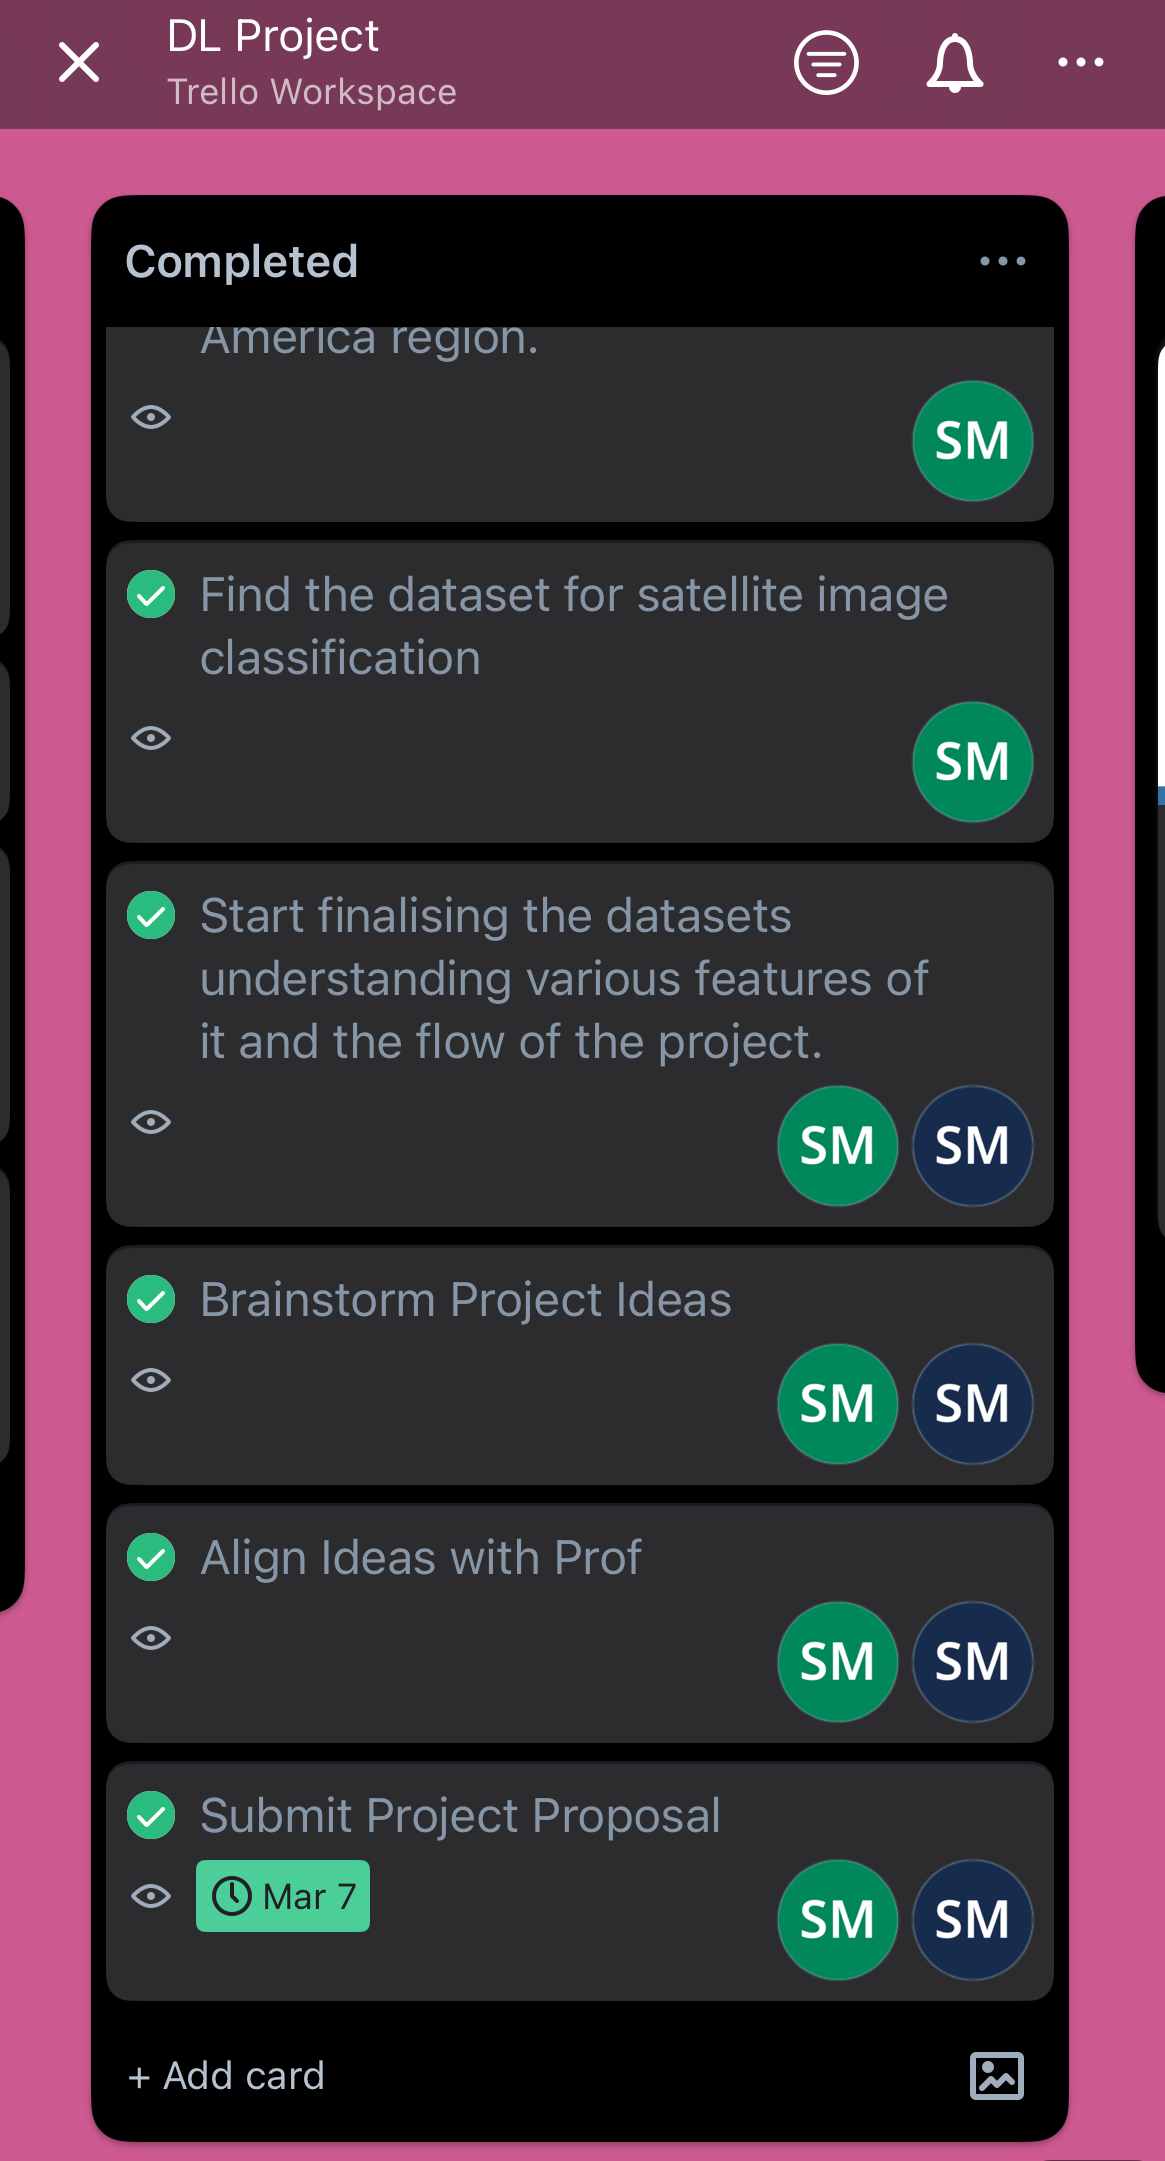 DL Project
Trello Workspace
Completed
America region.
SM
Find the dataset for satellite image
classification
SM
Start finalising the datasets
understanding various features of
it and the flow of the project.
SM SM
Brainstorm Project Ideas
SM SM
Align Ideas with Prof
SM SM
Submit Project Proposal
Mar 7
SM SM
+ Add card